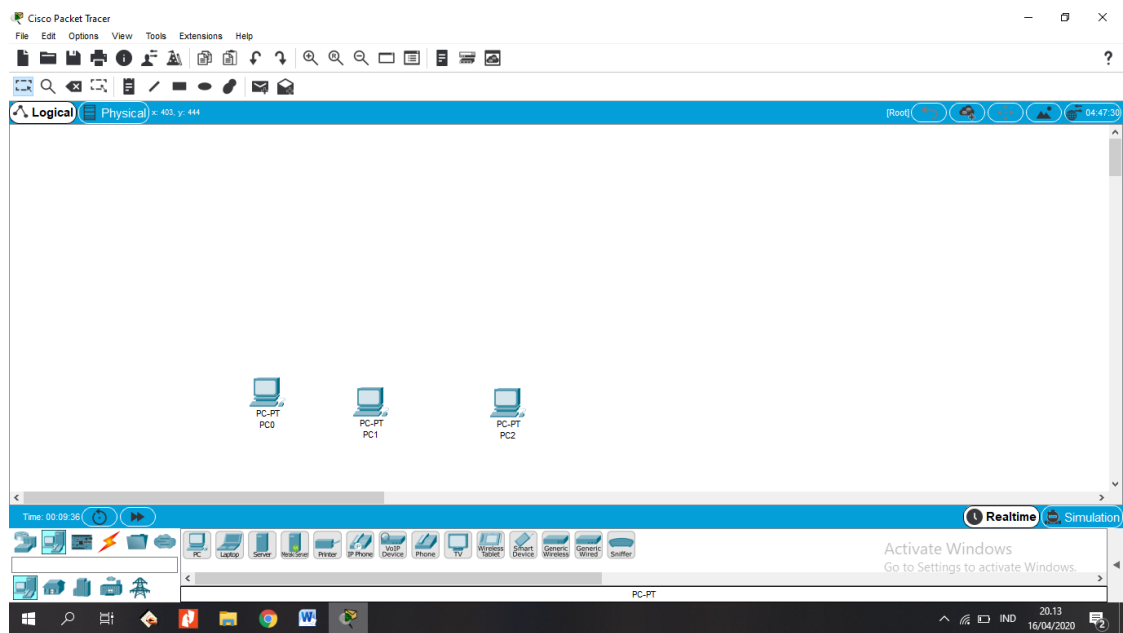 Cisco Packet Tracer
File Edit Options View Tools Extensions Help
?
Logical Physical x: 403, y: 444 [Root] 04:47:30
PC-PT
PC0
PC-PT
PC1
PC-PT
PC2
Time: 00:09:36 Realtime Simulation
PC Laptop Server Meraki Server Printer IP Phone VoIP Device Phone TV Wireless Tablet Smart Device Generic Wireless Generic Wired Sniffer
Activate Windows
Go to Settings to activate Windows.
PC-PT
IND
20.13
16/04/2020
2